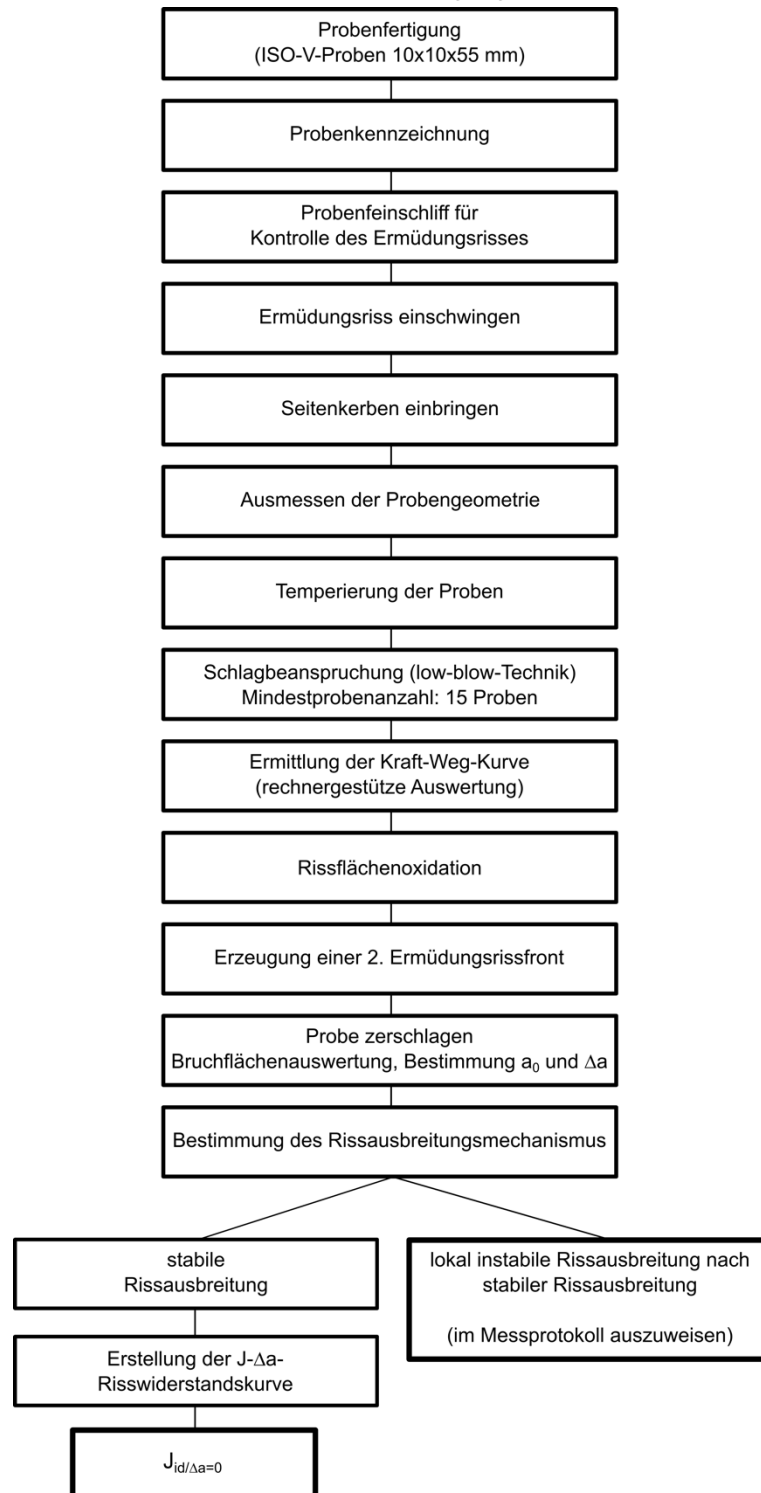 Probenfertigung
(ISO-V-Proben 10x10x55 mm)
Probenkennzeichnung
Probenfeinschliff für
Kontrolle des Ermüdungsrisses
Ermüdungsriss einschwingen
Seitenkerben einbringen
Ausmessen der Probengeometrie
Temperierung der Proben
Schlagbeanspruchung (low-blow-Technik)
Mindestprobenanzahl: 15 Proben
Ermittlung der Kraft-Weg-Kurve
(rechnergestütze Auswertung)
Rissflächenoxidation
Erzeugung einer 2. Ermüdungsrissfront
Probe zerschlagen
Bruchflächenauswertung, Bestimmung a₀ und Δa
Bestimmung des Rissausbreitungsmechanismus
stabile
Rissausbreitung
lokal instabile Rissausbreitung nach
stabiler Rissausbreitung
(im Messprotokoll auszuweisen)
Erstellung der J-Δa-
Risswiderstandskurve
J_id/Δa=0